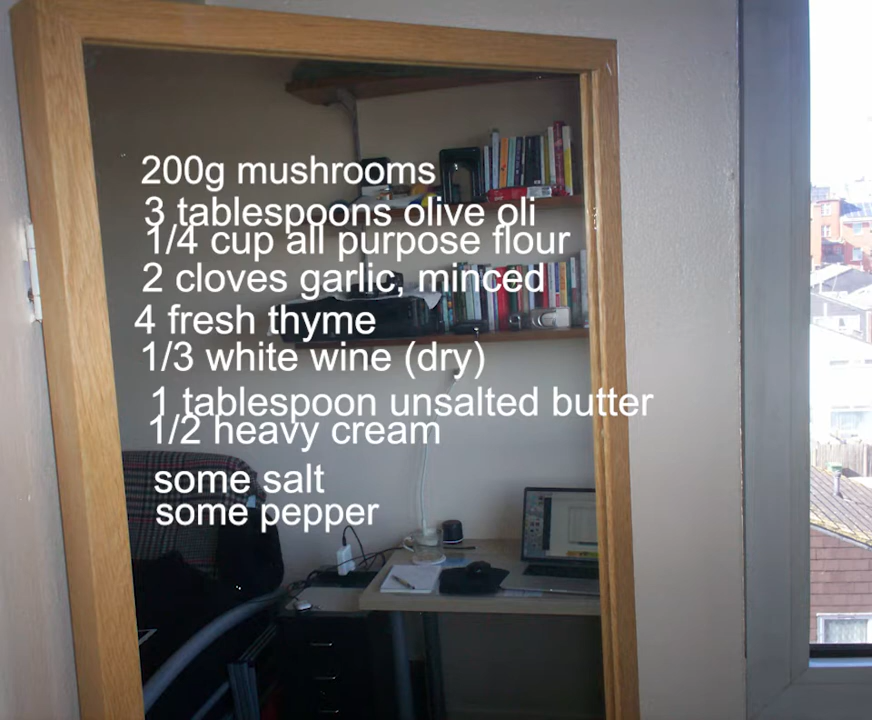 200g mushrooms
3 tablespoons olive oli
1/4 cup all purpose flour
2 cloves garlic, minced
4 fresh thyme
1/3 white wine (dry)
1 tablespoon unsalted butter
1/2 heavy cream
some salt
some pepper